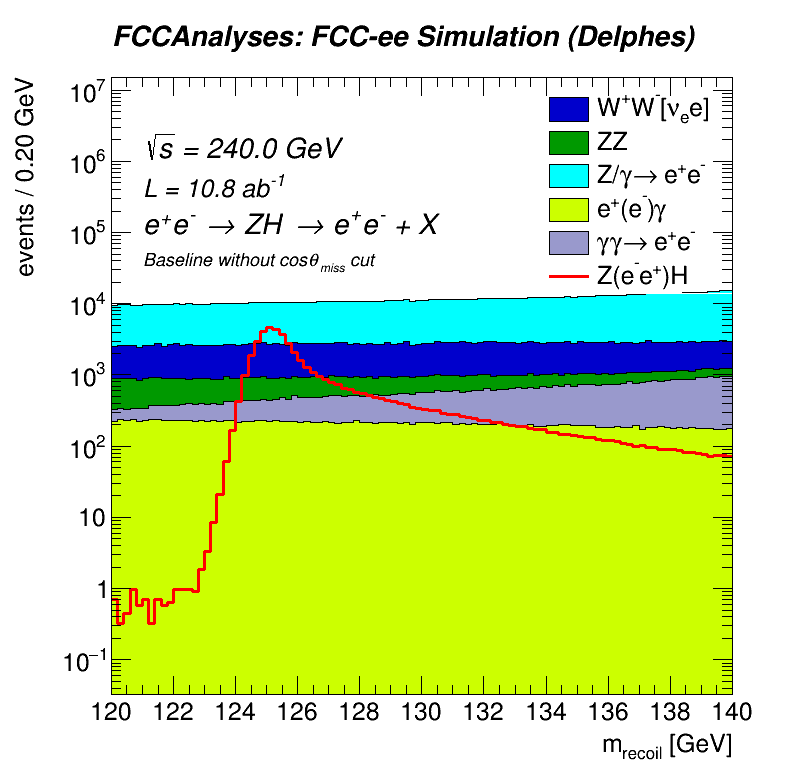 FCCAnalyses: FCC-ee Simulation (Delphes)
events / 0.20 GeV
10⁷
10⁶
10⁵
10⁴
10³
10²
10
1
10⁻¹
√s = 240.0 GeV
L = 10.8 ab⁻¹
e⁺e⁻ → ZH → e⁺e⁻ + X
Baseline without cosθ_miss cut
W⁺W⁻[ν_e e]
ZZ
Z/γ→ e⁺e⁻
e⁺(e⁻)γ
γγ→ e⁺e⁻
Z(e⁻e⁺)H
120 122 124 126 128 130 132 134 136 138 140
m_recoil [GeV]